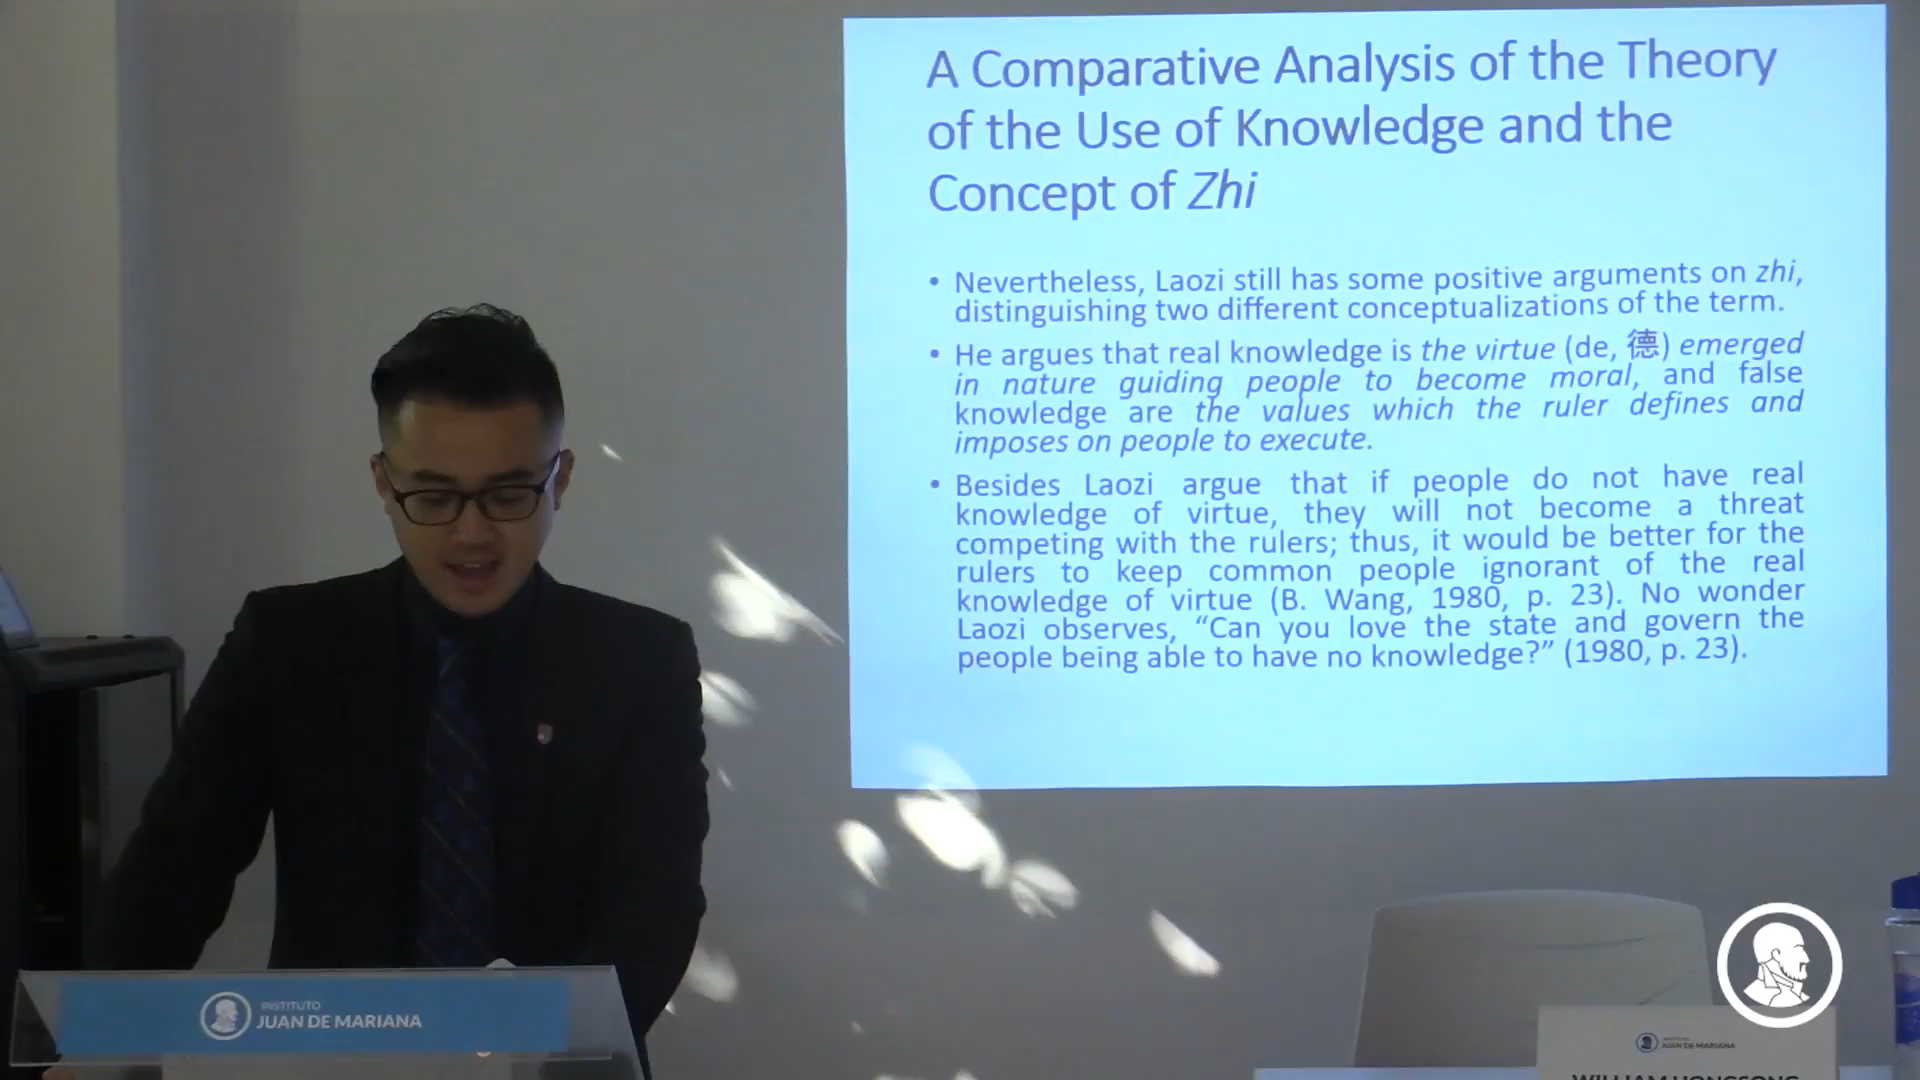 A Comparative Analysis of the Theory
of the Use of Knowledge and the
Concept of Zhi
• Nevertheless, Laozi still has some positive arguments on zhi,
distinguishing two different conceptualizations of the term.
• He argues that real knowledge is the virtue (de, 德) emerged
in nature guiding people to become moral, and false
knowledge are the values which the ruler defines and
imposes on people to execute.
• Besides Laozi argue that if people do not have real
knowledge of virtue, they will not become a threat
competing with the rulers; thus, it would be better for the
rulers to keep common people ignorant of the real
knowledge of virtue (B. Wang, 1980, p. 23). No wonder
Laozi observes, “Can you love the state and govern the
people being able to have no knowledge?” (1980, p. 23).
INSTITUTO
JUAN DE MARIANA
INSTITUTO
JUAN DE MARIANA
WILLIAM HONGSONG